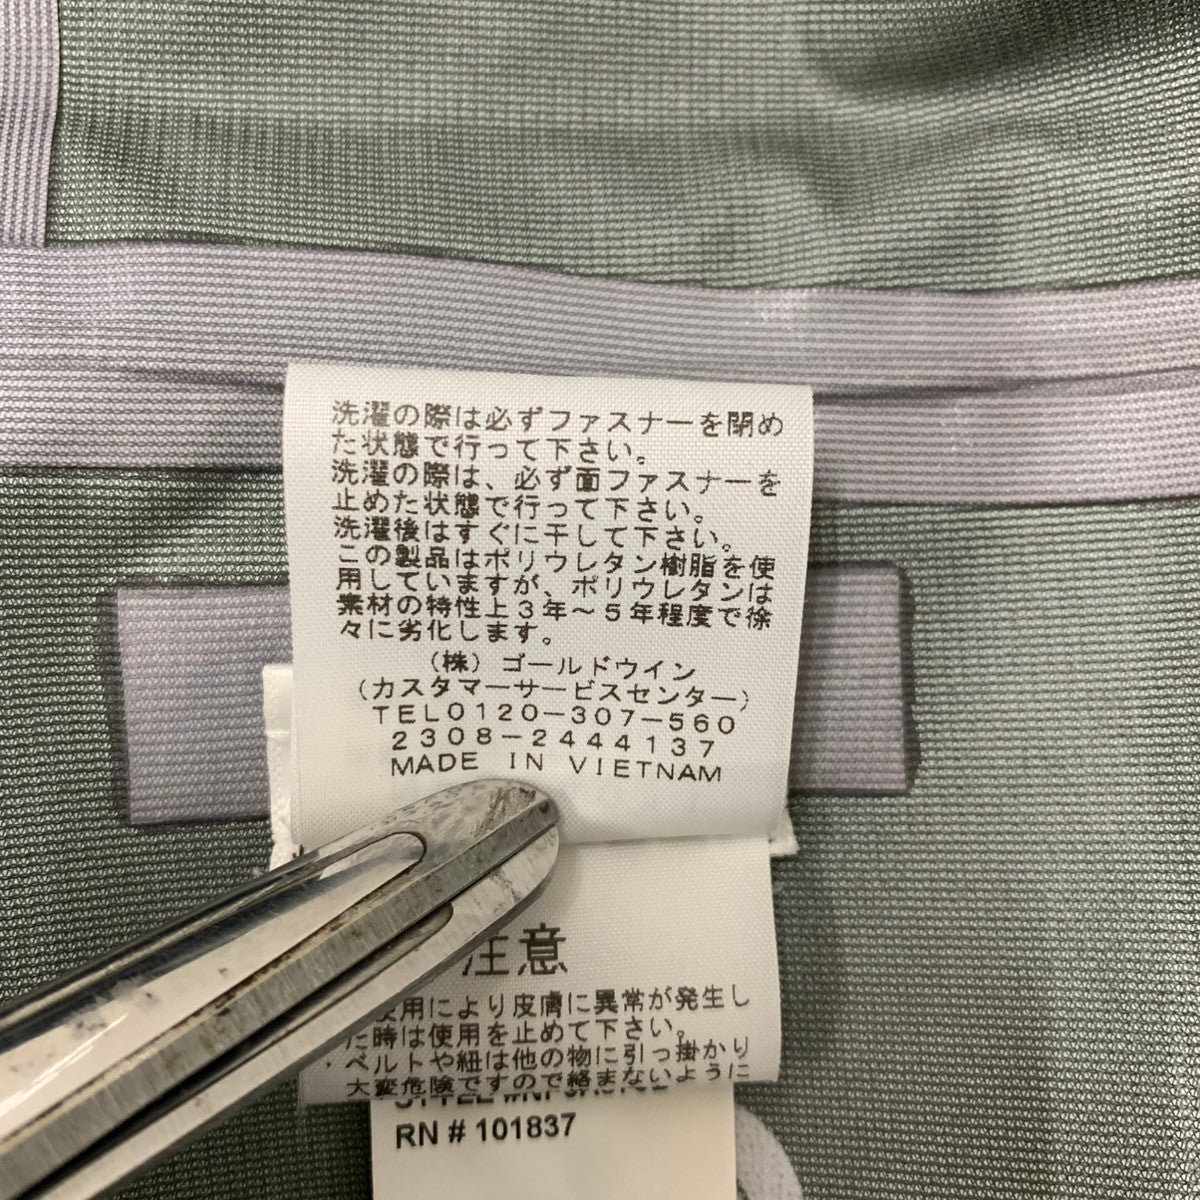 洗濯の際は必ずファスナーを閉め
た状態で行って下さい。
洗濯の際は、必ず面ファスナーを
止めた状態で行って下さい。
洗濯後はすぐに干して下さい。
この製品はポリウレタン樹脂を使
用していますが、ポリウレタンは
素材の特性上3年～5年程度で徐
々に劣化します。
(株)ゴールドウイン
(カスタマーサービスセンター)
TEL0120-307-560
2308-2444137
MADE IN VIETNAM
注意
使用により皮膚に異常が発生し
た時は使用を止めて下さい。
・ベルトや紐は他の物に引っ掛かり
大変危険ですので絡まないように
RN # 101837